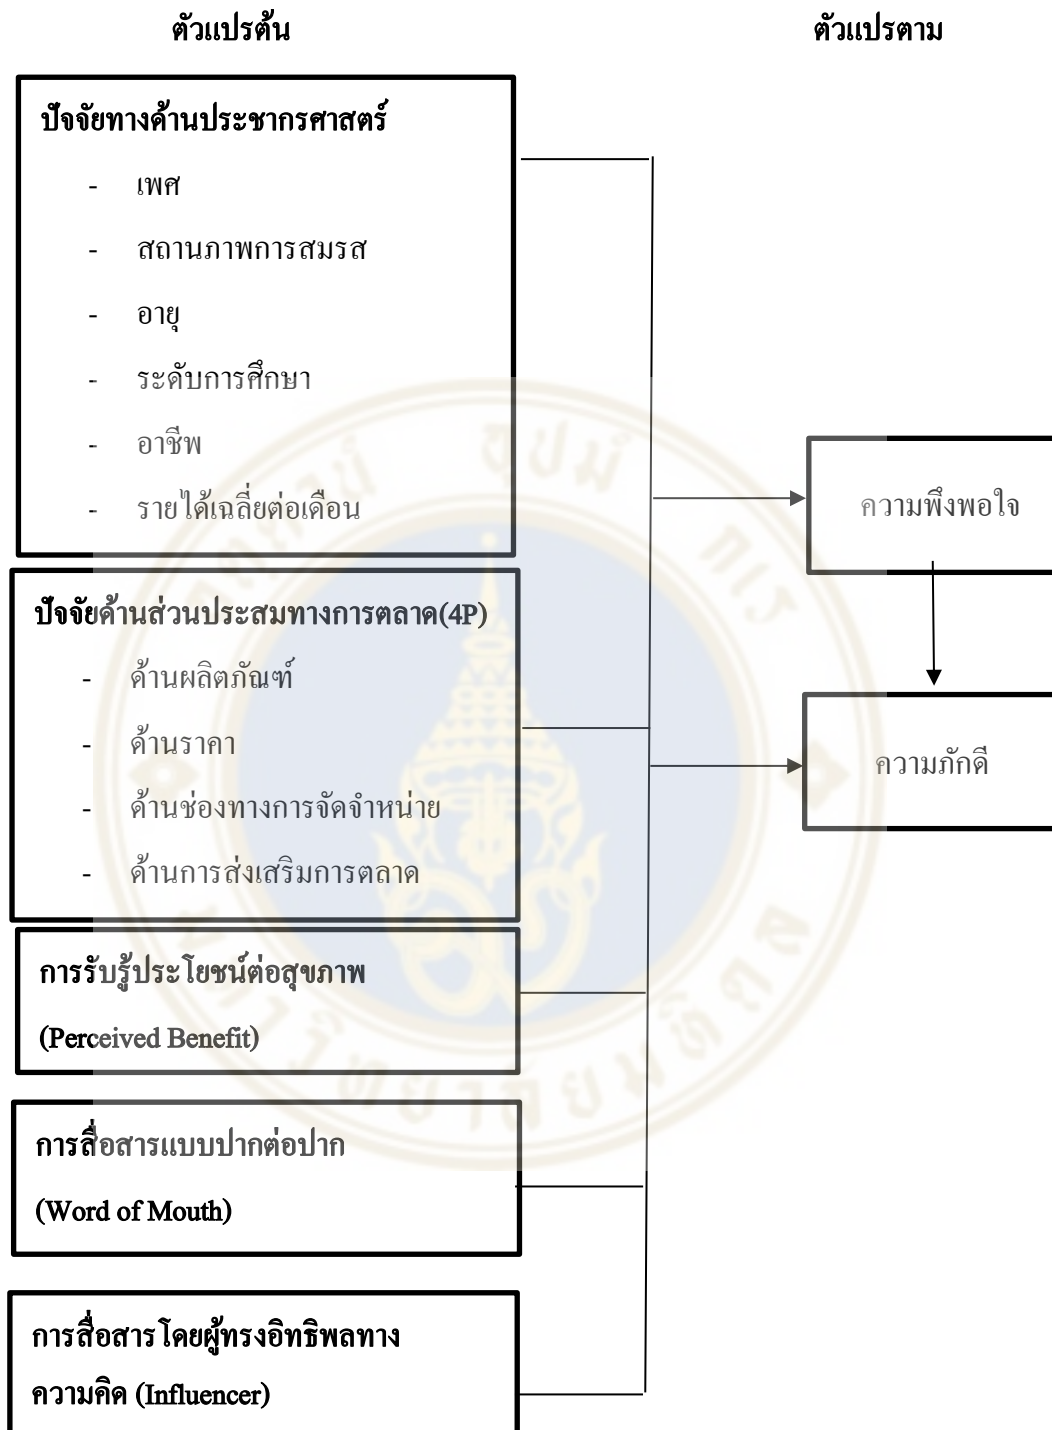 ตัวแปรต้น
ตัวแปรตาม
ปัจจัยทางด้านประชากรศาสตร์
- เพศ
- สถานภาพการสมรส
- อายุ
- ระดับการศึกษา
- อาชีพ
- รายได้เฉลี่ยต่อเดือน
ปัจจัยด้านส่วนประสมทางการตลาด(4P)
- ด้านผลิตภัณฑ์
- ด้านราคา
- ด้านช่องทางการจัดจำหน่าย
- ด้านการส่งเสริมการตลาด
การรับรู้ประโยชน์ต่อสุขภาพ
(Perceived Benefit)
การสื่อสารแบบปากต่อปาก
(Word of Mouth)
การสื่อสารโดยผู้ทรงอิทธิพลทาง
ความคิด (Influencer)
ความพึงพอใจ
ความภักดี
มหาวิทยาลัยมหิดล